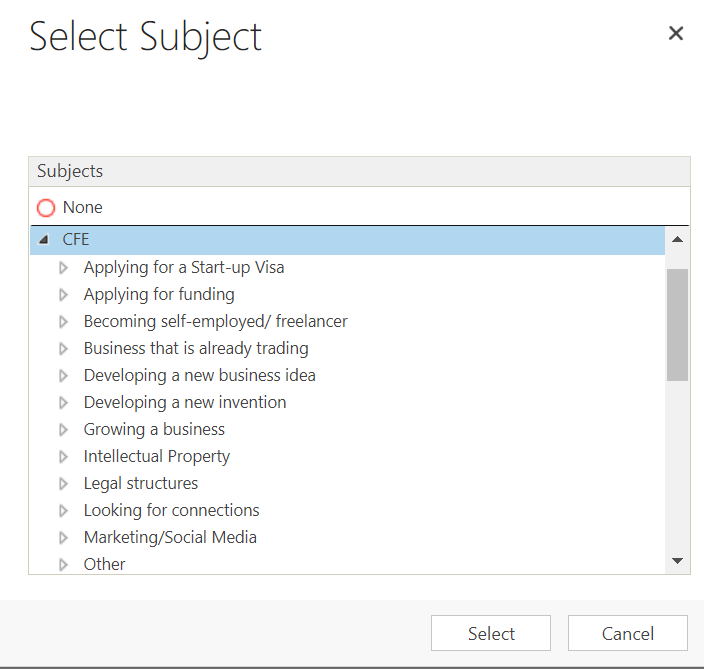 Select Subject
Subjects
None
CFE
Applying for a Start-up Visa
Applying for funding
Becoming self-employed/ freelancer
Business that is already trading
Developing a new business idea
Developing a new invention
Growing a business
Intellectual Property
Legal structures
Looking for connections
Marketing/Social Media
Other
Select
Cancel